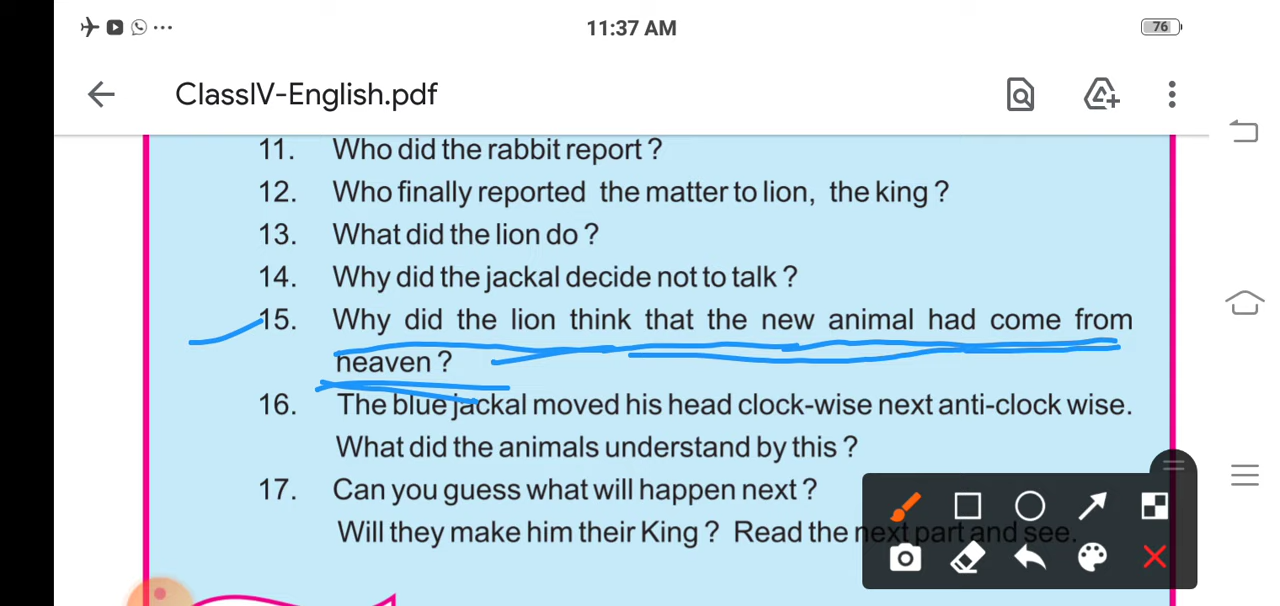 11:37 AM
76
ClassIV-English.pdf
11. Who did the rabbit report ?
12. Who finally reported the matter to lion, the king ?
13. What did the lion do ?
14. Why did the jackal decide not to talk ?
15. Why did the lion think that the new animal had come from
heaven ?
16. The blue jackal moved his head clock-wise next anti-clock wise.
What did the animals understand by this ?
17. Can you guess what will happen next ?
Will they make him their King ? Read the next part and see.